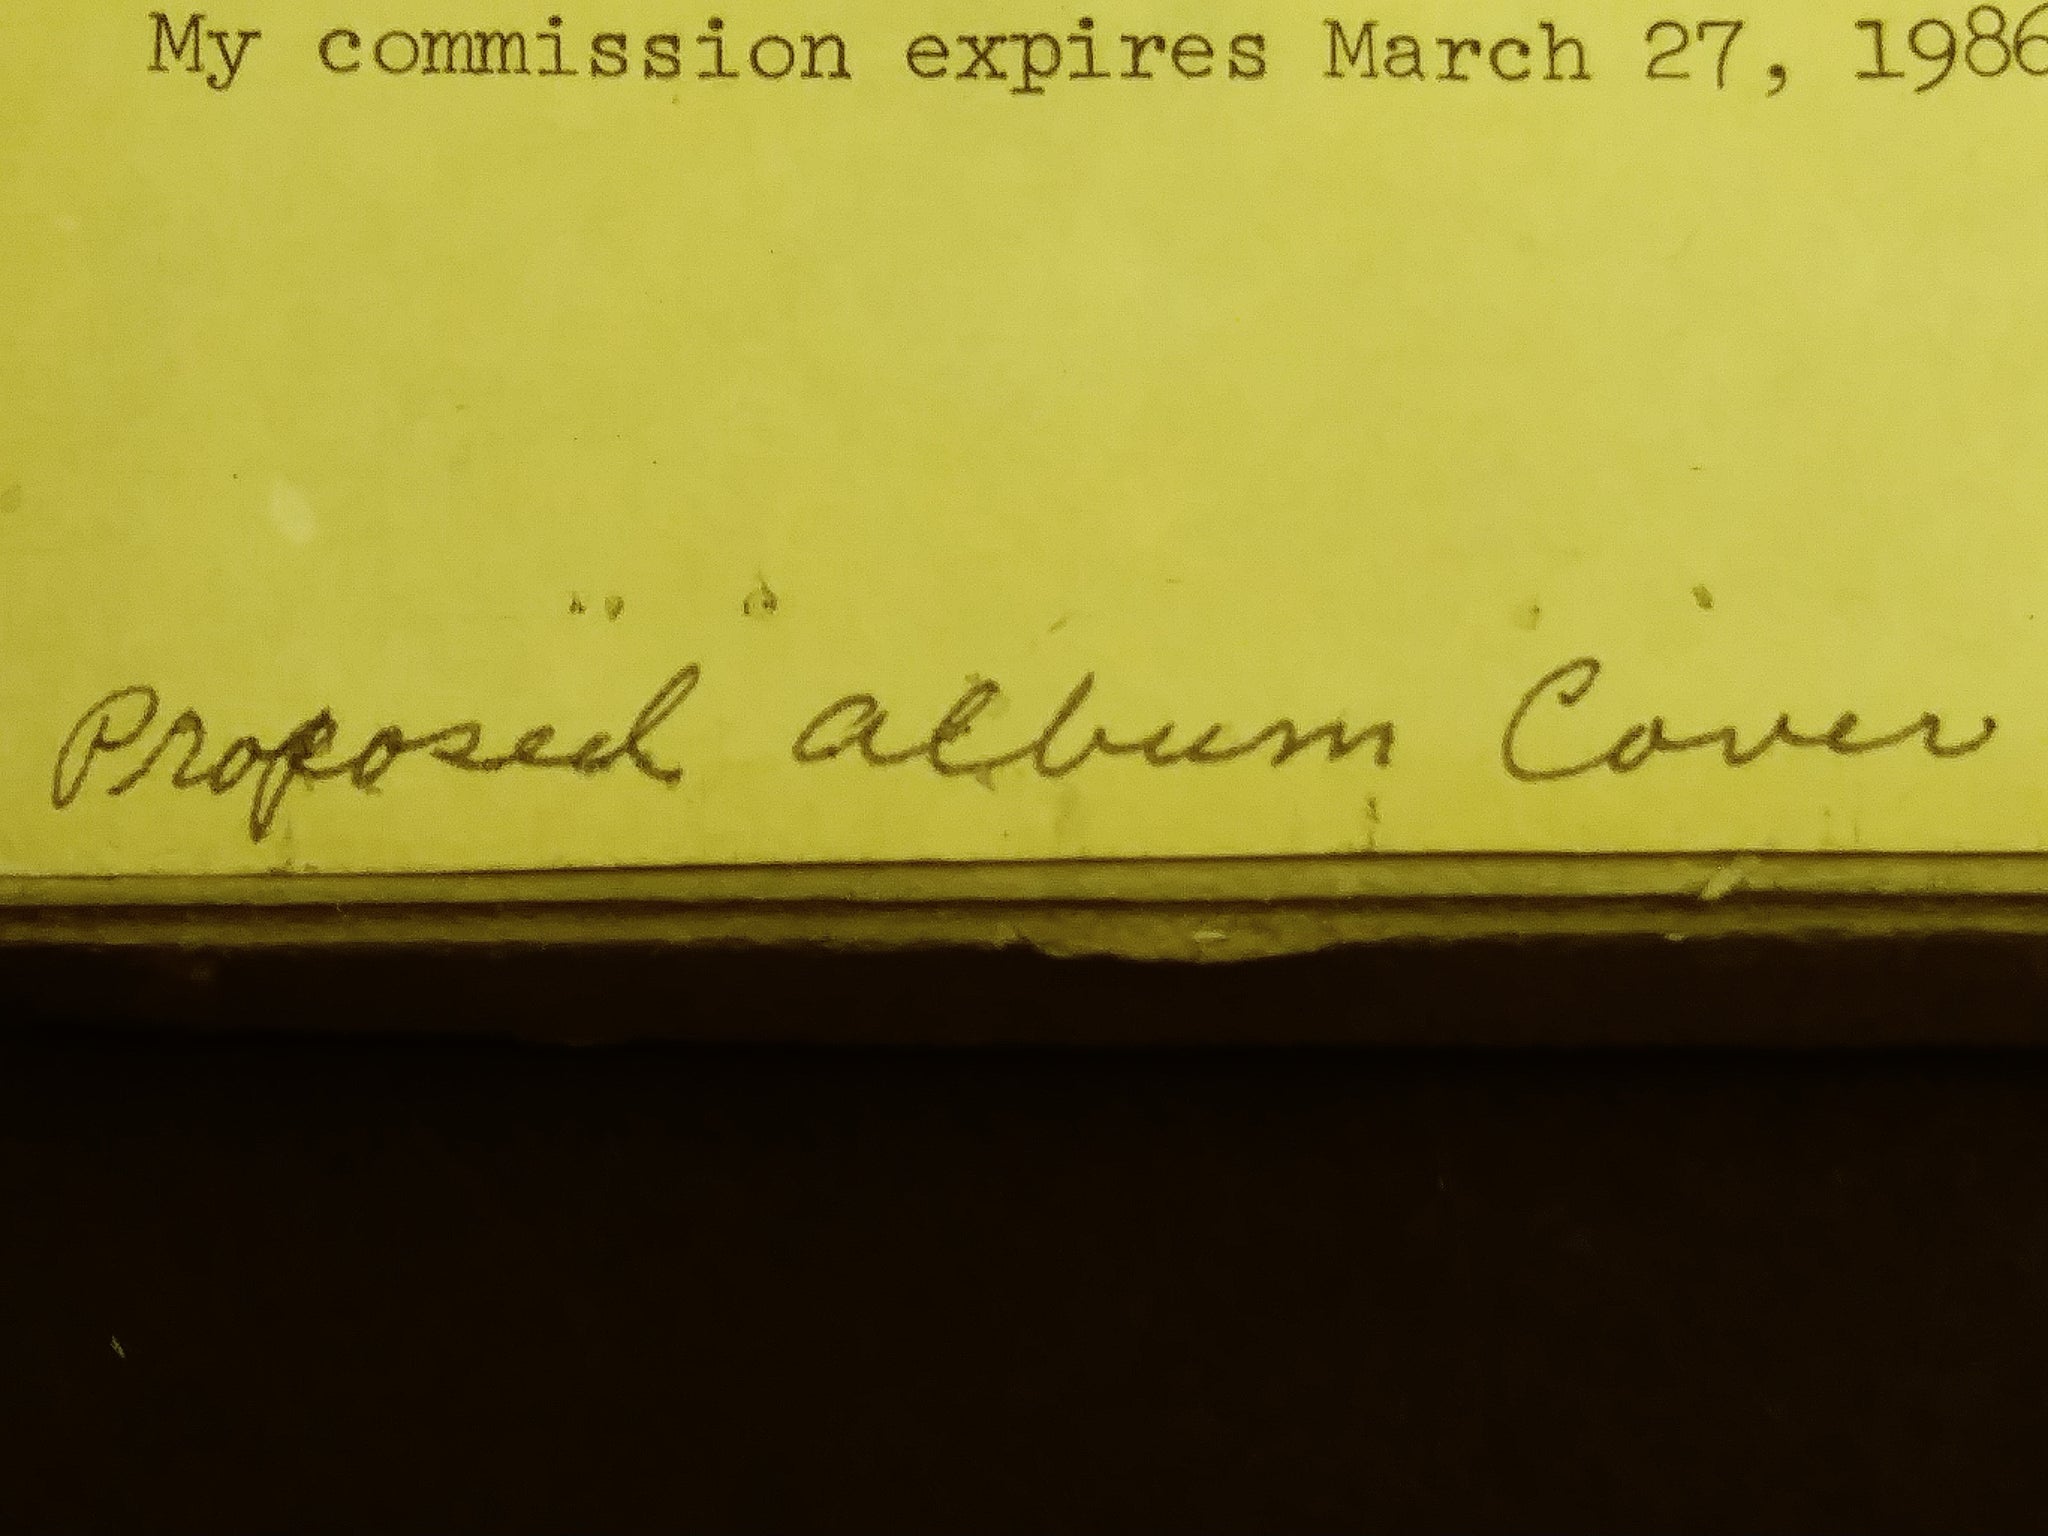 My commission expires March 27, 1986
Proposed album Cover